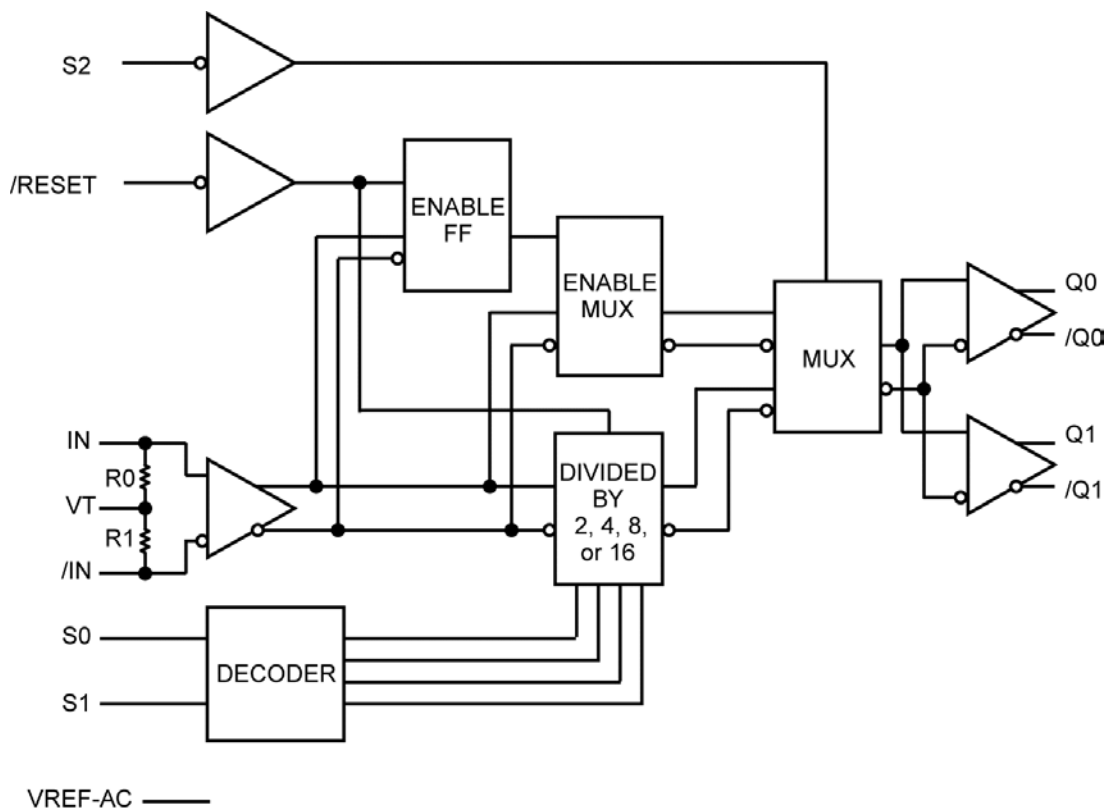 S2
/RESET
ENABLE
FF
ENABLE
MUX
MUX
Q0
/Q0
Q1
/Q1
IN
R0
VT
R1
/IN
DIVIDED
BY
2, 4, 8,
or 16
S0
S1
DECODER
VREF-AC